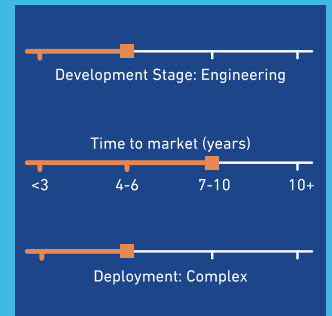 Development Stage: Engineering
Time to market (years)
<3 4-6 7-10 10+
Deployment: Complex